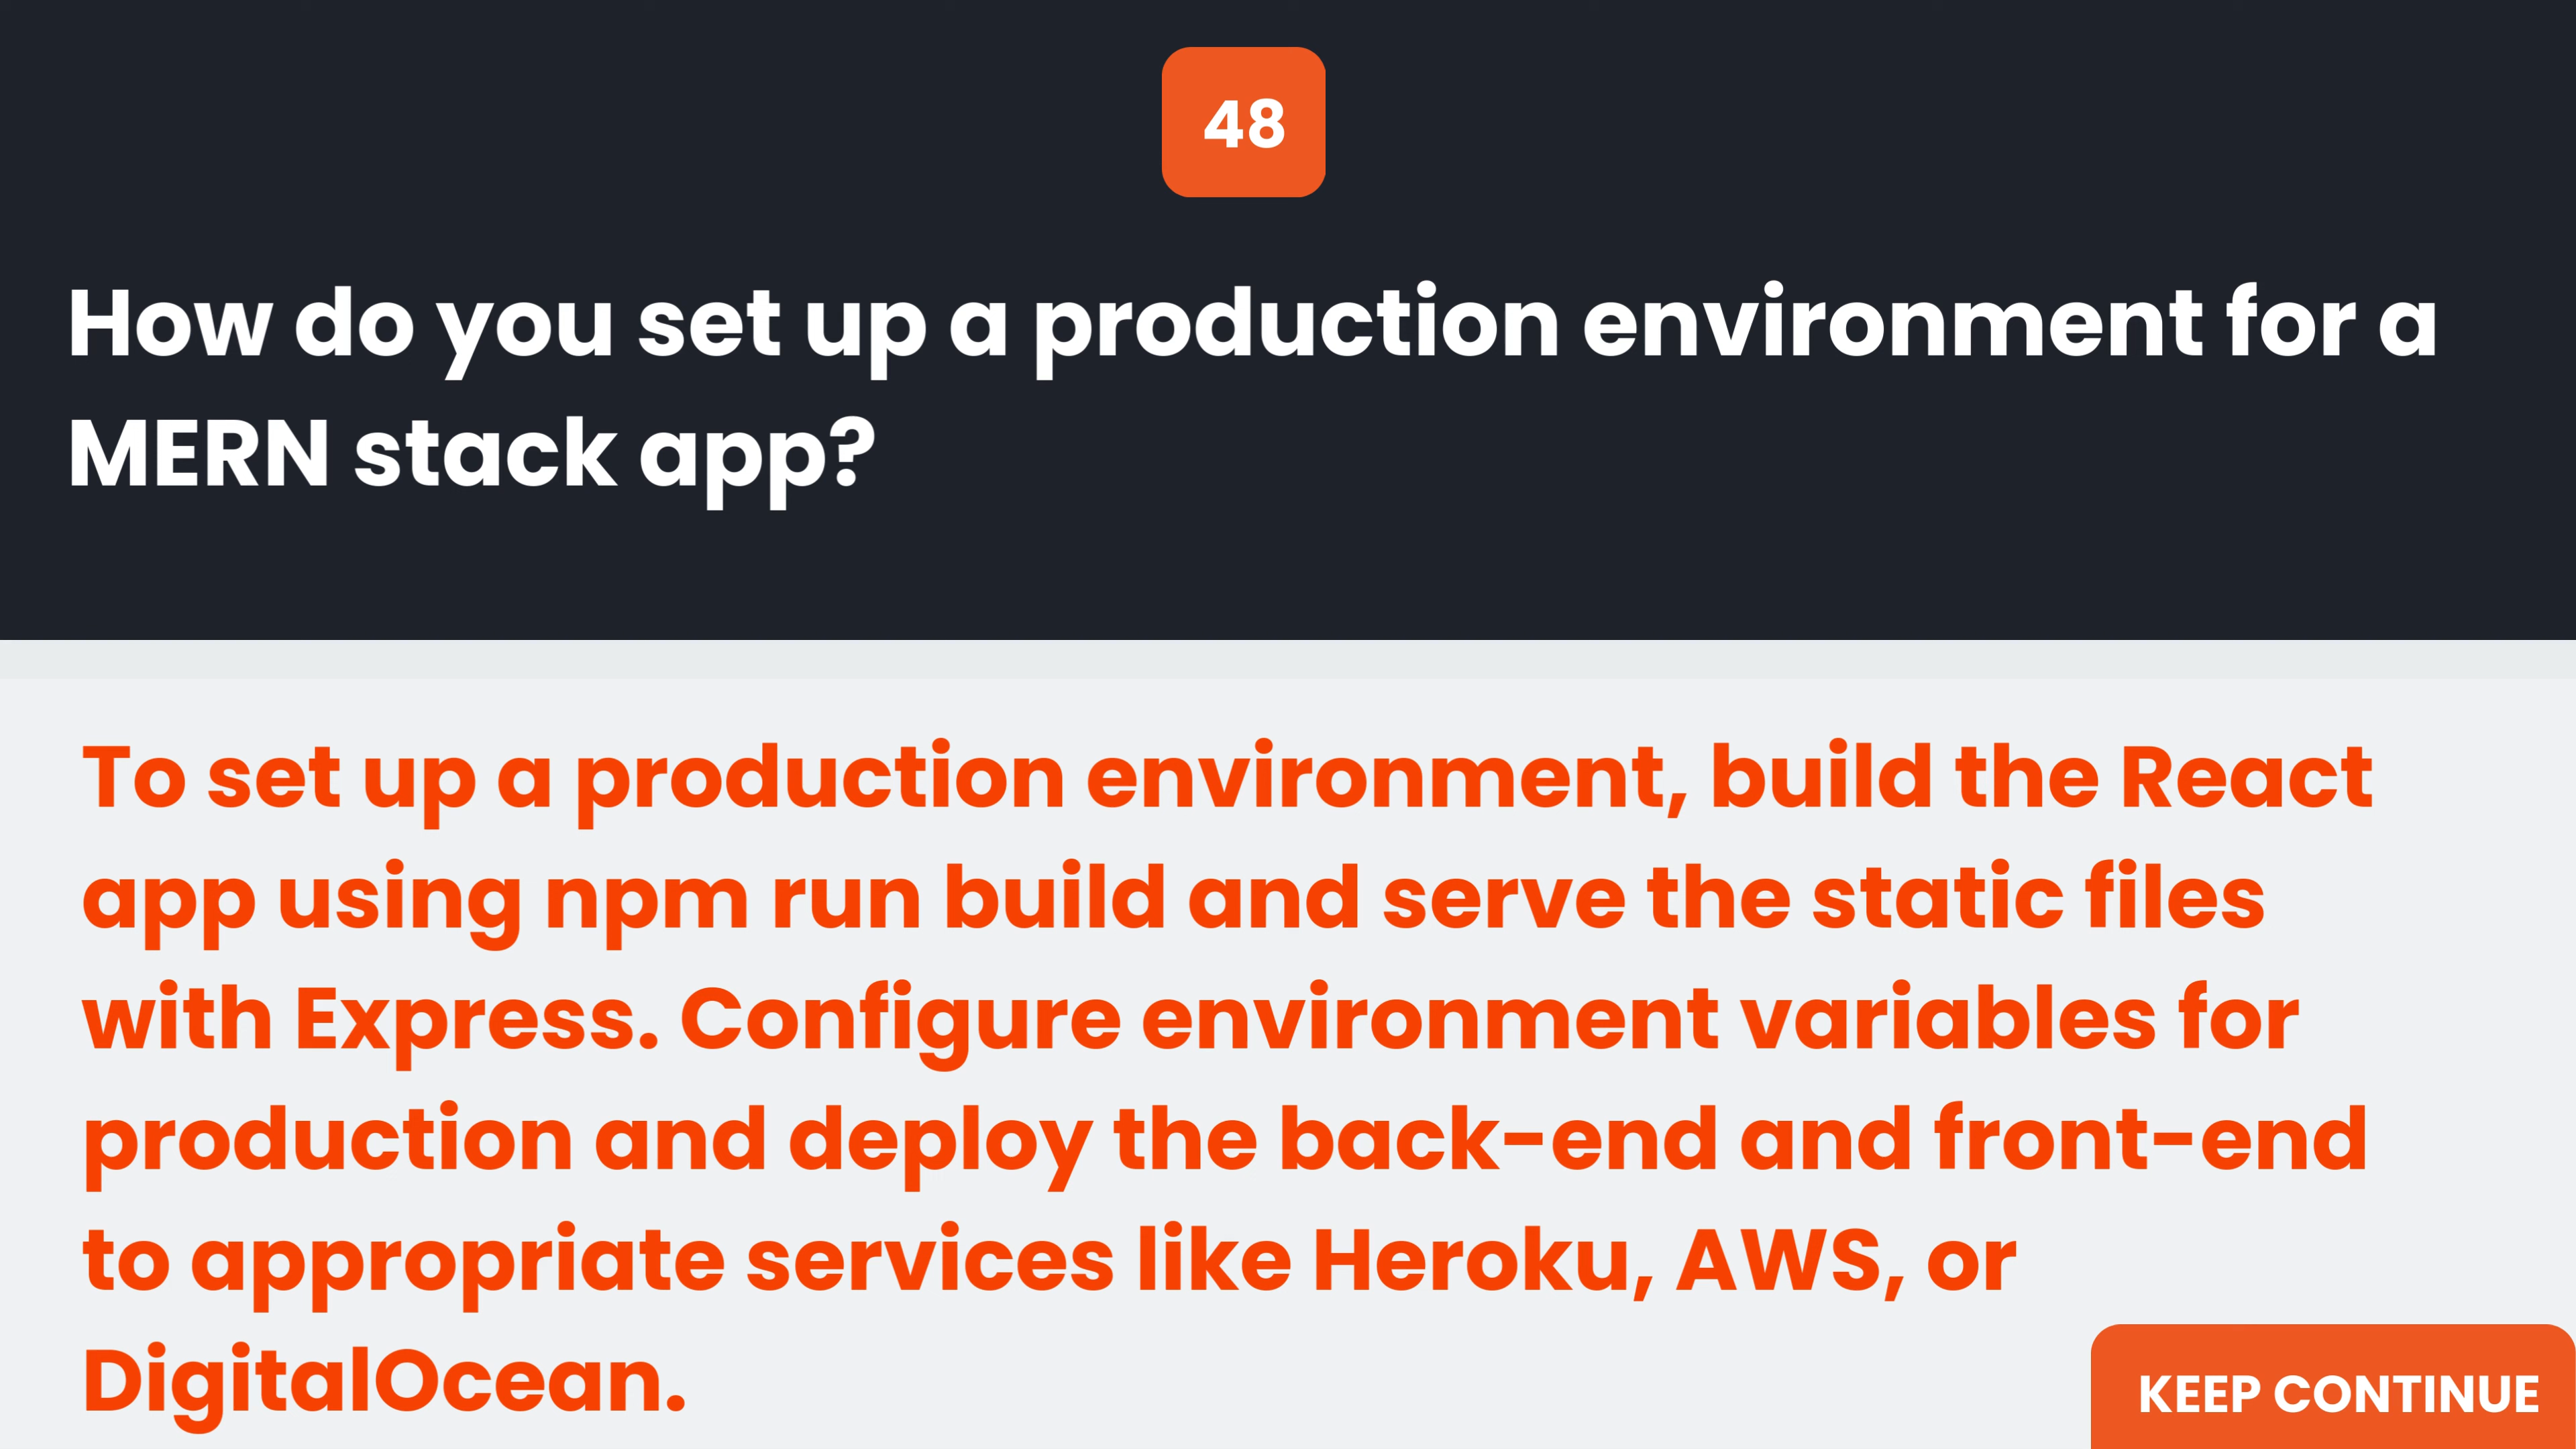 48
How do you set up a production environment for a
MERN stack app?
To set up a production environment, build the React
app using npm run build and serve the static files
with Express. Configure environment variables for
production and deploy the back-end and front-end
to appropriate services like Heroku, AWS, or
DigitalOcean.
KEEP CONTINUE